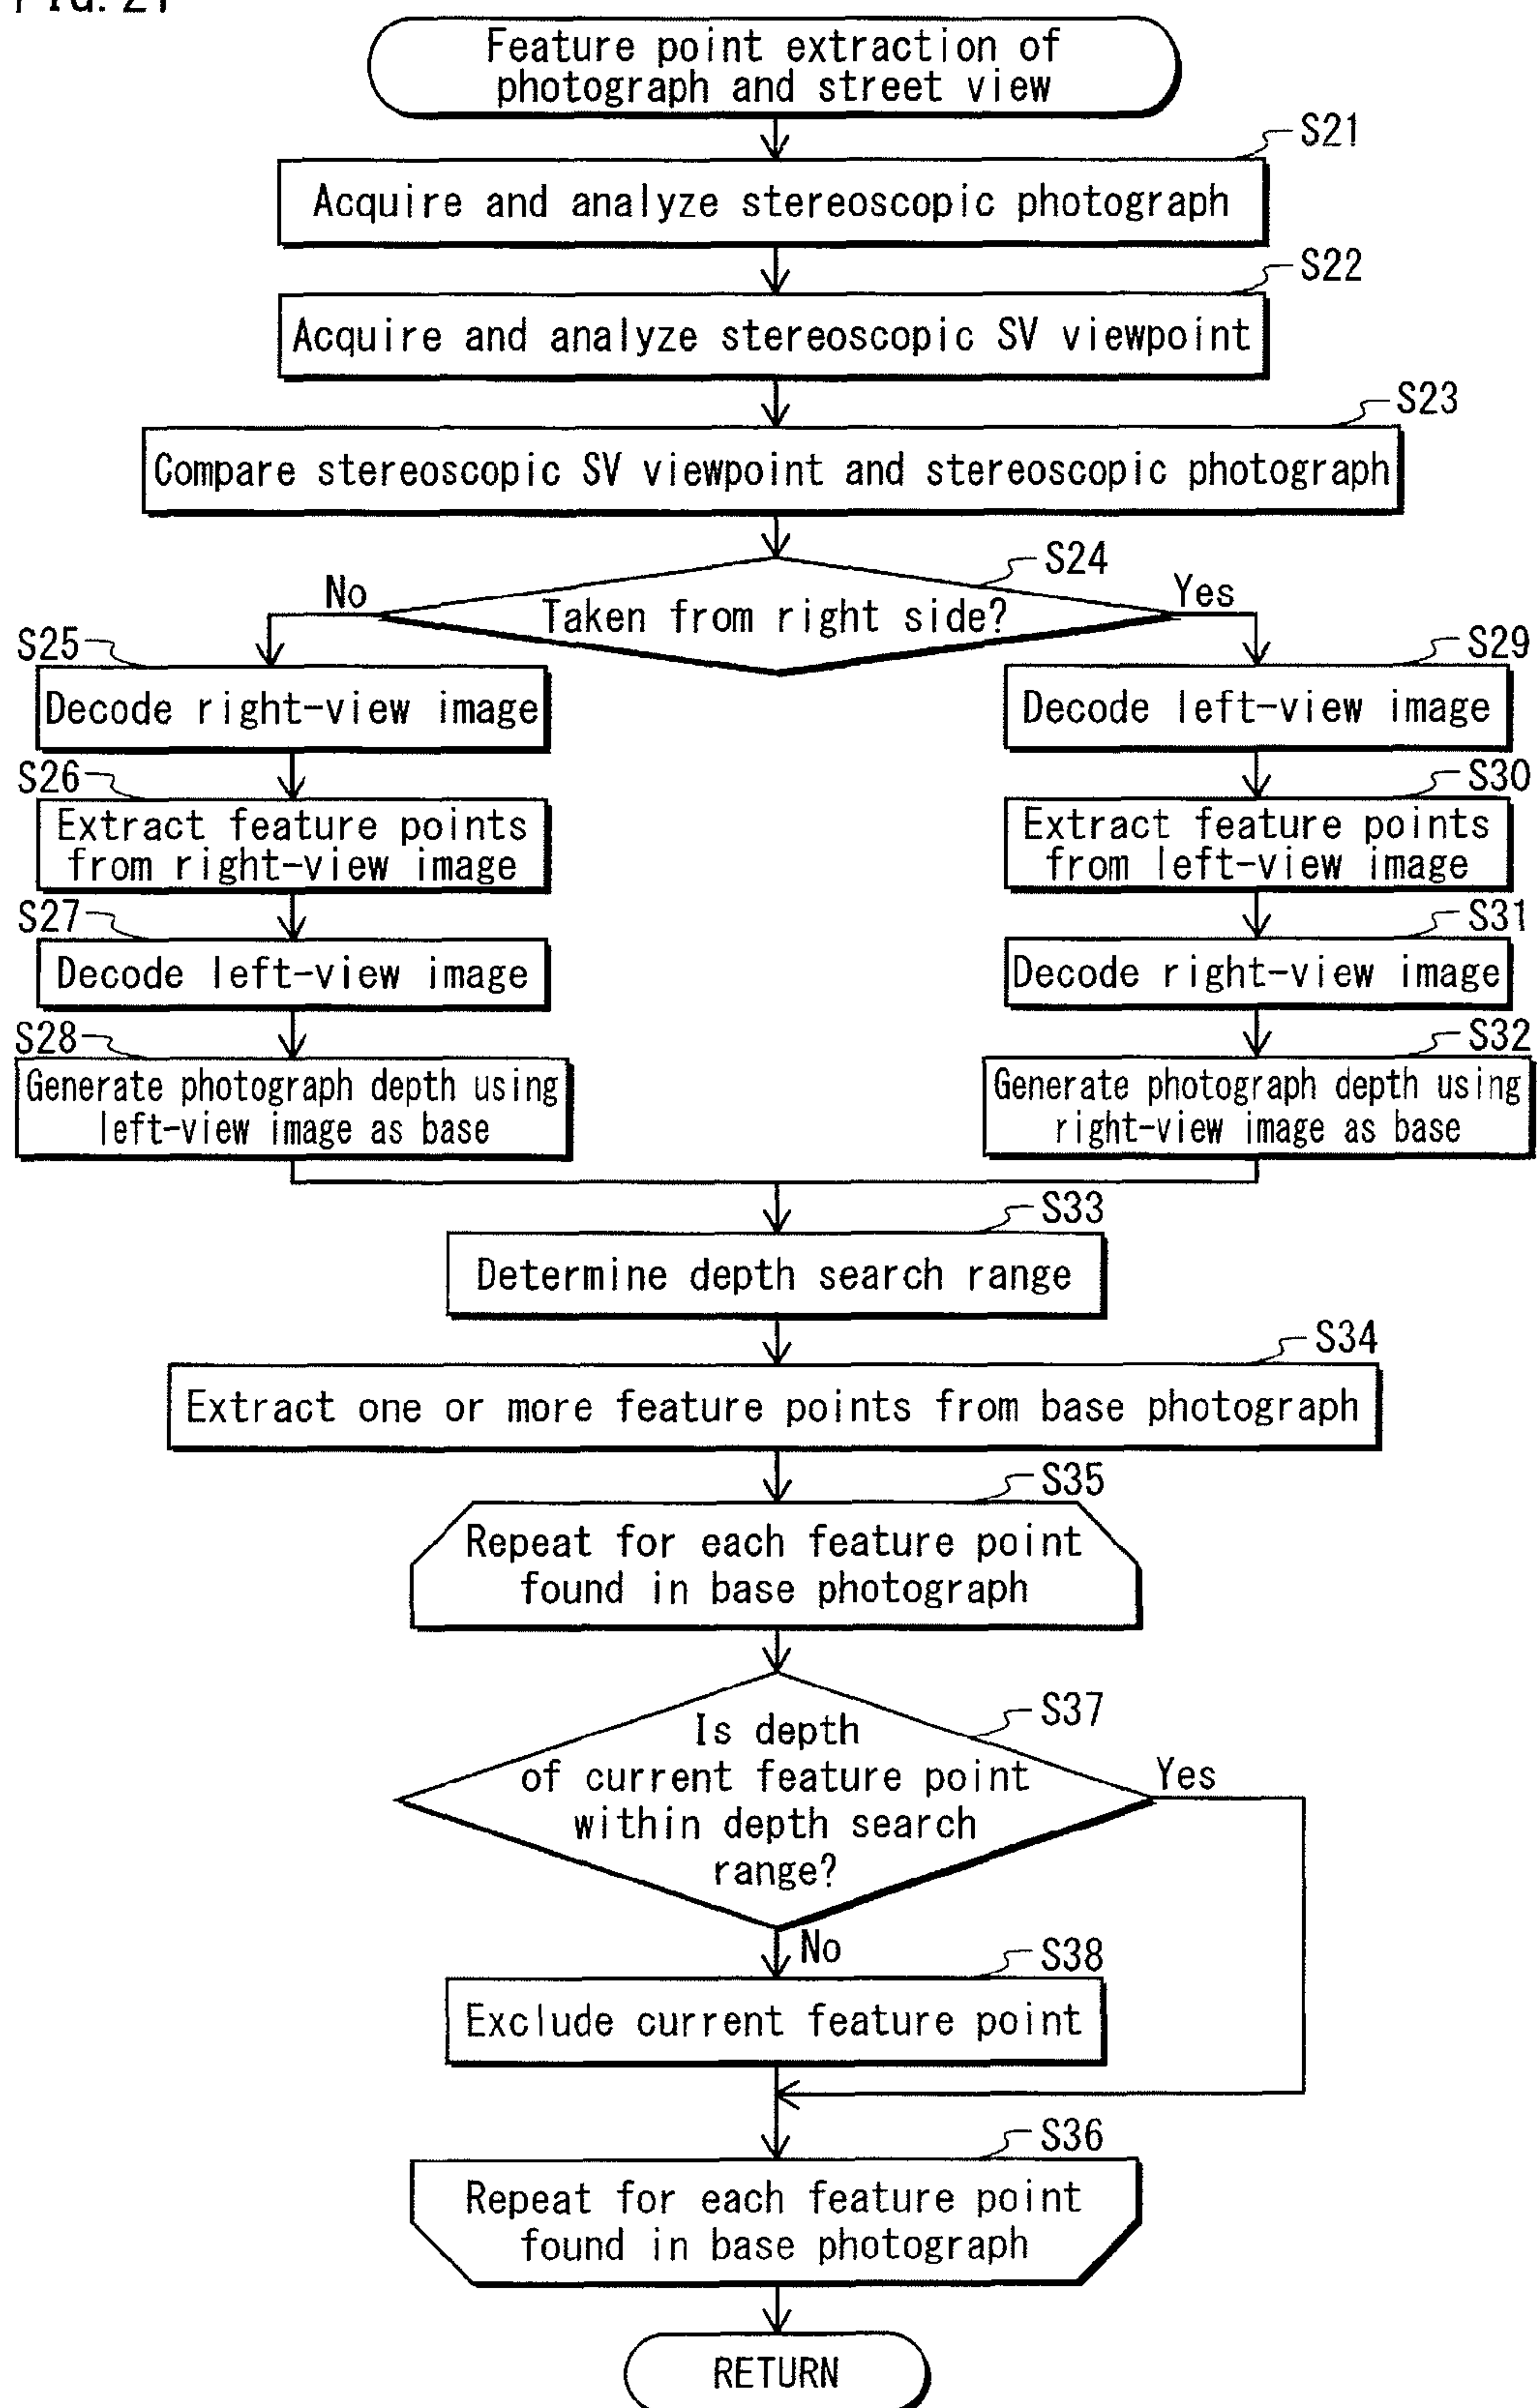 FIG. 21
Feature point extraction of
photograph and street view
S21
Acquire and analyze stereoscopic photograph
S22
Acquire and analyze stereoscopic SV viewpoint
S23
Compare stereoscopic SV viewpoint and stereoscopic photograph
S24
No
Taken from right side?
Yes
S25
Decode right-view image
S26
Extract feature points
from right-view image
S27
Decode left-view image
S28
Generate photograph depth using
left-view image as base
S29
Decode left-view image
S30
Extract feature points
from left-view image
S31
Decode right-view image
S32
Generate photograph depth using
right-view image as base
S33
Determine depth search range
S34
Extract one or more feature points from base photograph
S35
Repeat for each feature point
found in base photograph
S37
Is depth
of current feature point
within depth search
range?
Yes
No
S38
Exclude current feature point
S36
Repeat for each feature point
found in base photograph
RETURN